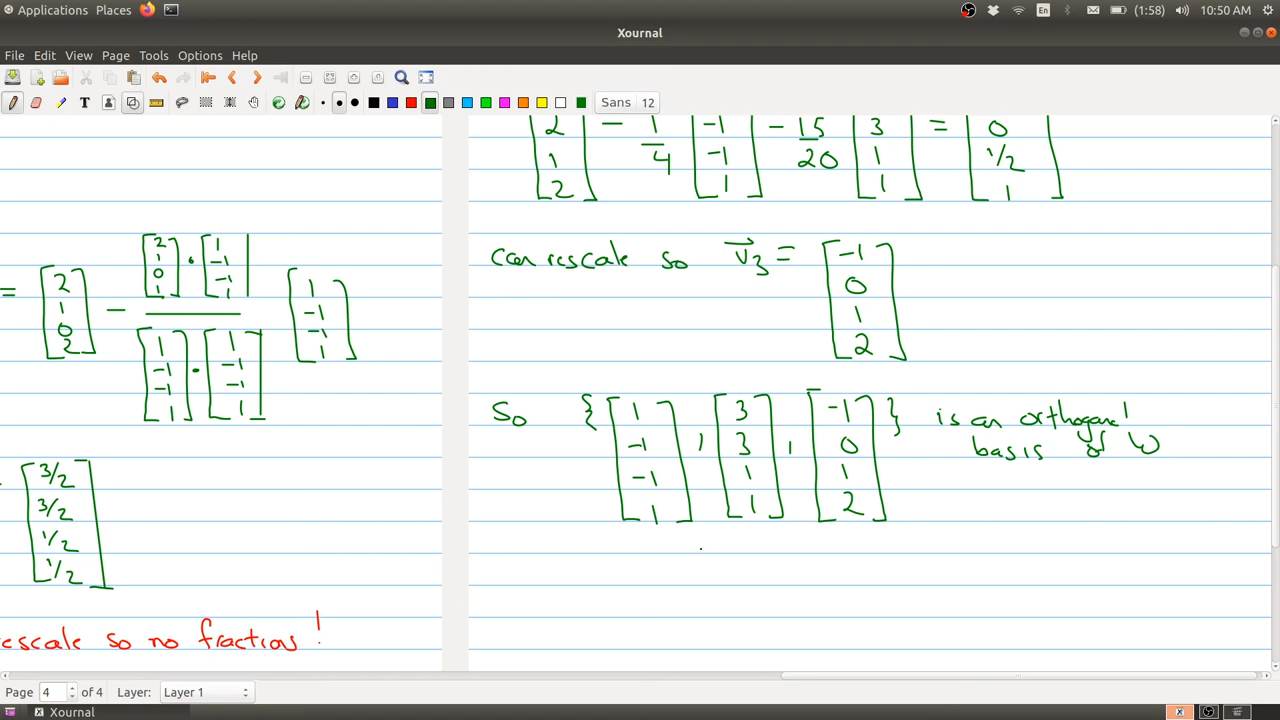 Applications Places En (1:58) 10:50 AM
Xournal
File Edit View Page Tools Options Help
Sans 12
= [2 1 0 2] − ([2 1 0 1] · [1 −1 −1 1]) / ([1 −1 −1 1] · [1 −1 −1 1]) [1 −1 −1 1]
[3/2 3/2 1/2 1/2]
escale so no fractions!
[2 1 2] − 1/4 [−1 −1 1] − 15/20 [3 1 1] = [0 1/2 1]
can rescale so v3 = [−1 0 1 2]
So { [1 −1 −1 1] , [3 3 1 1] , [−1 0 1 2] } is an orthogonal
basis of W
Page 4 of 4 Layer: Layer 1
Xournal